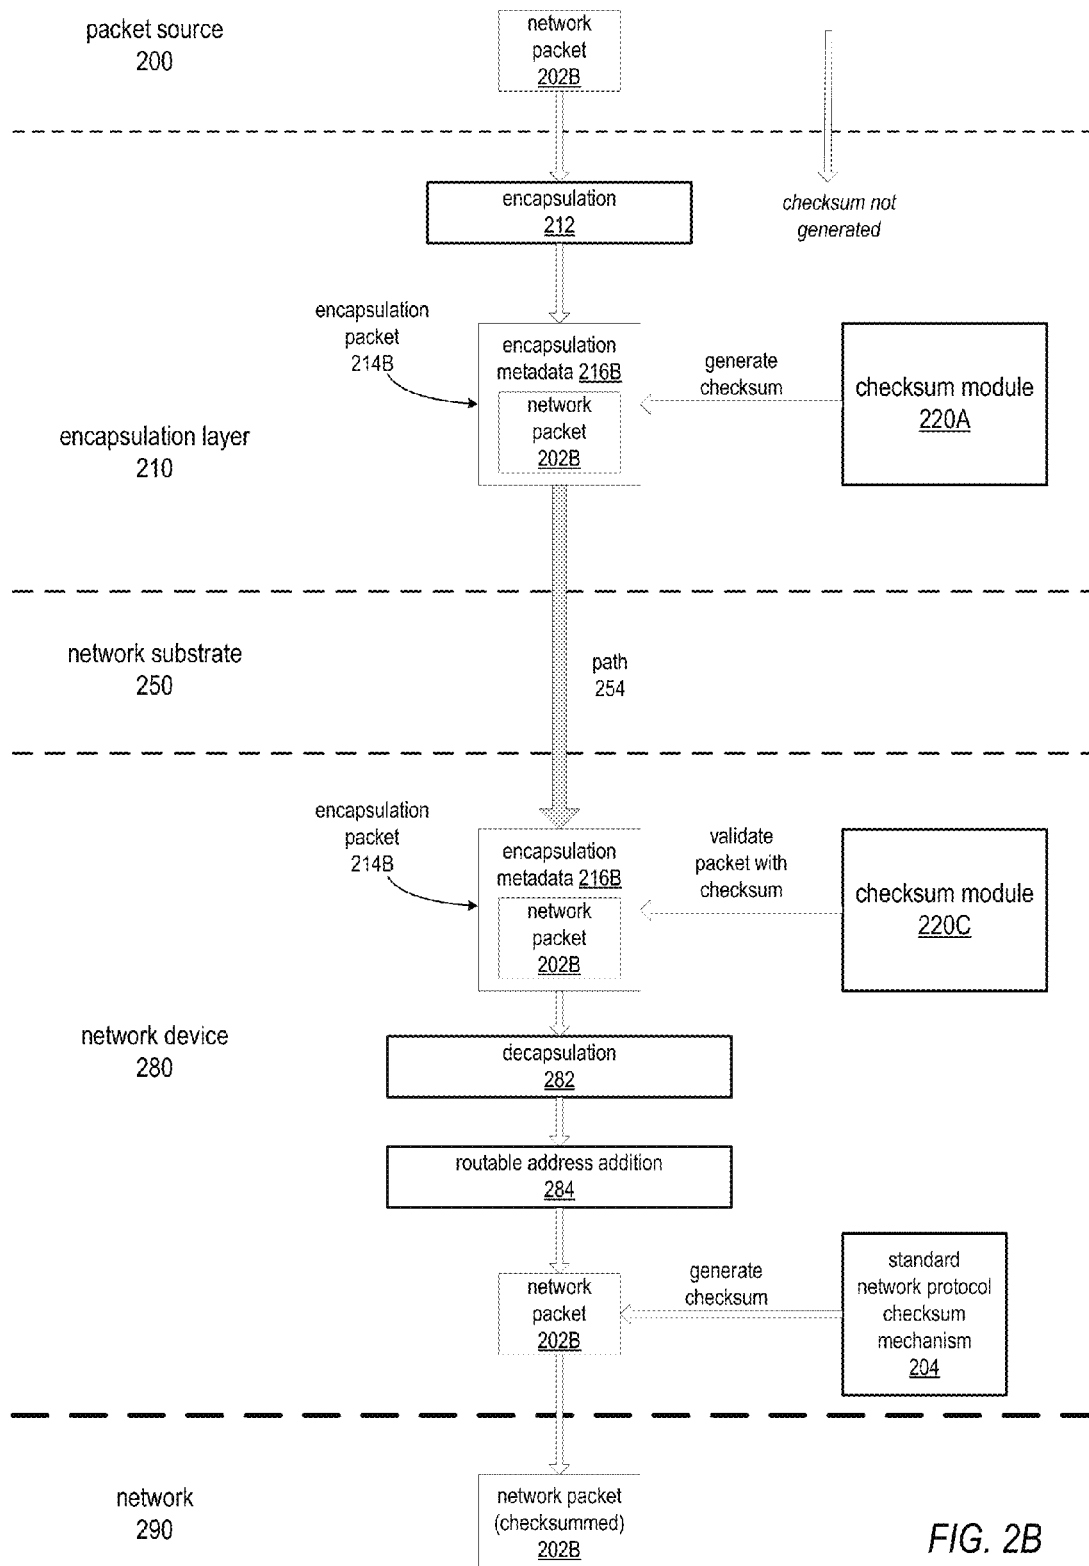 packet source
200
network
packet
202B
checksum not
generated
encapsulation
212
encapsulation
packet
214B
encapsulation
metadata 216B
network
packet
202B
generate
checksum
checksum module
220A
encapsulation layer
210
network substrate
250
path
254
encapsulation
packet
214B
encapsulation
metadata 216B
network
packet
202B
validate
packet with
checksum
checksum module
220C
network device
280
decapsulation
282
routable address addition
284
network
packet
202B
generate
checksum
standard
network protocol
checksum
mechanism
204
network
290
network packet
(checksummed)
202B
FIG. 2B